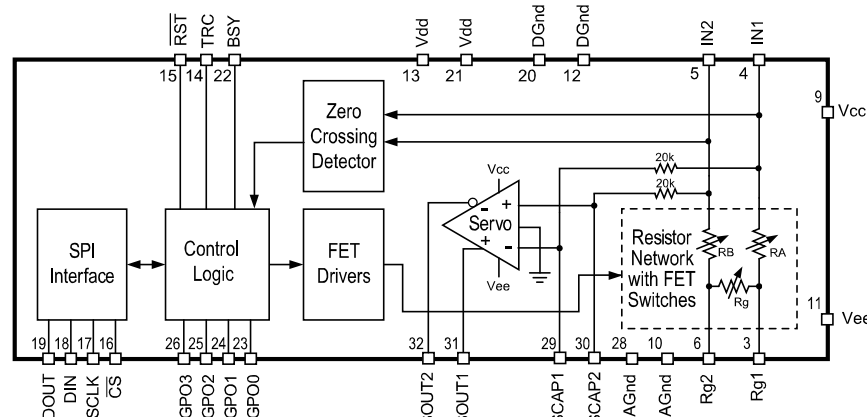 RST
TRC
BSY
Vdd
Vdd
DGnd
DGnd
IN2
IN1
15
14
22
13
21
20
12
5
4
9
Vcc
Zero
Crossing
Detector
20k
20k
Vcc
Servo
+
-
-
+
Vee
SPI
Interface
Control
Logic
FET
Drivers
Resistor
Network
with FET
Switches
RB
RA
Rg
11
Vee
19
18
17
16
26
25
24
23
32
31
29
30
28
10
6
3
DOUT
DIN
SCLK
CS
GPO3
GPO2
GPO1
GPO0
SOUT2
SOUT1
SCAP1
SCAP2
AGnd
AGnd
Rg2
Rg1